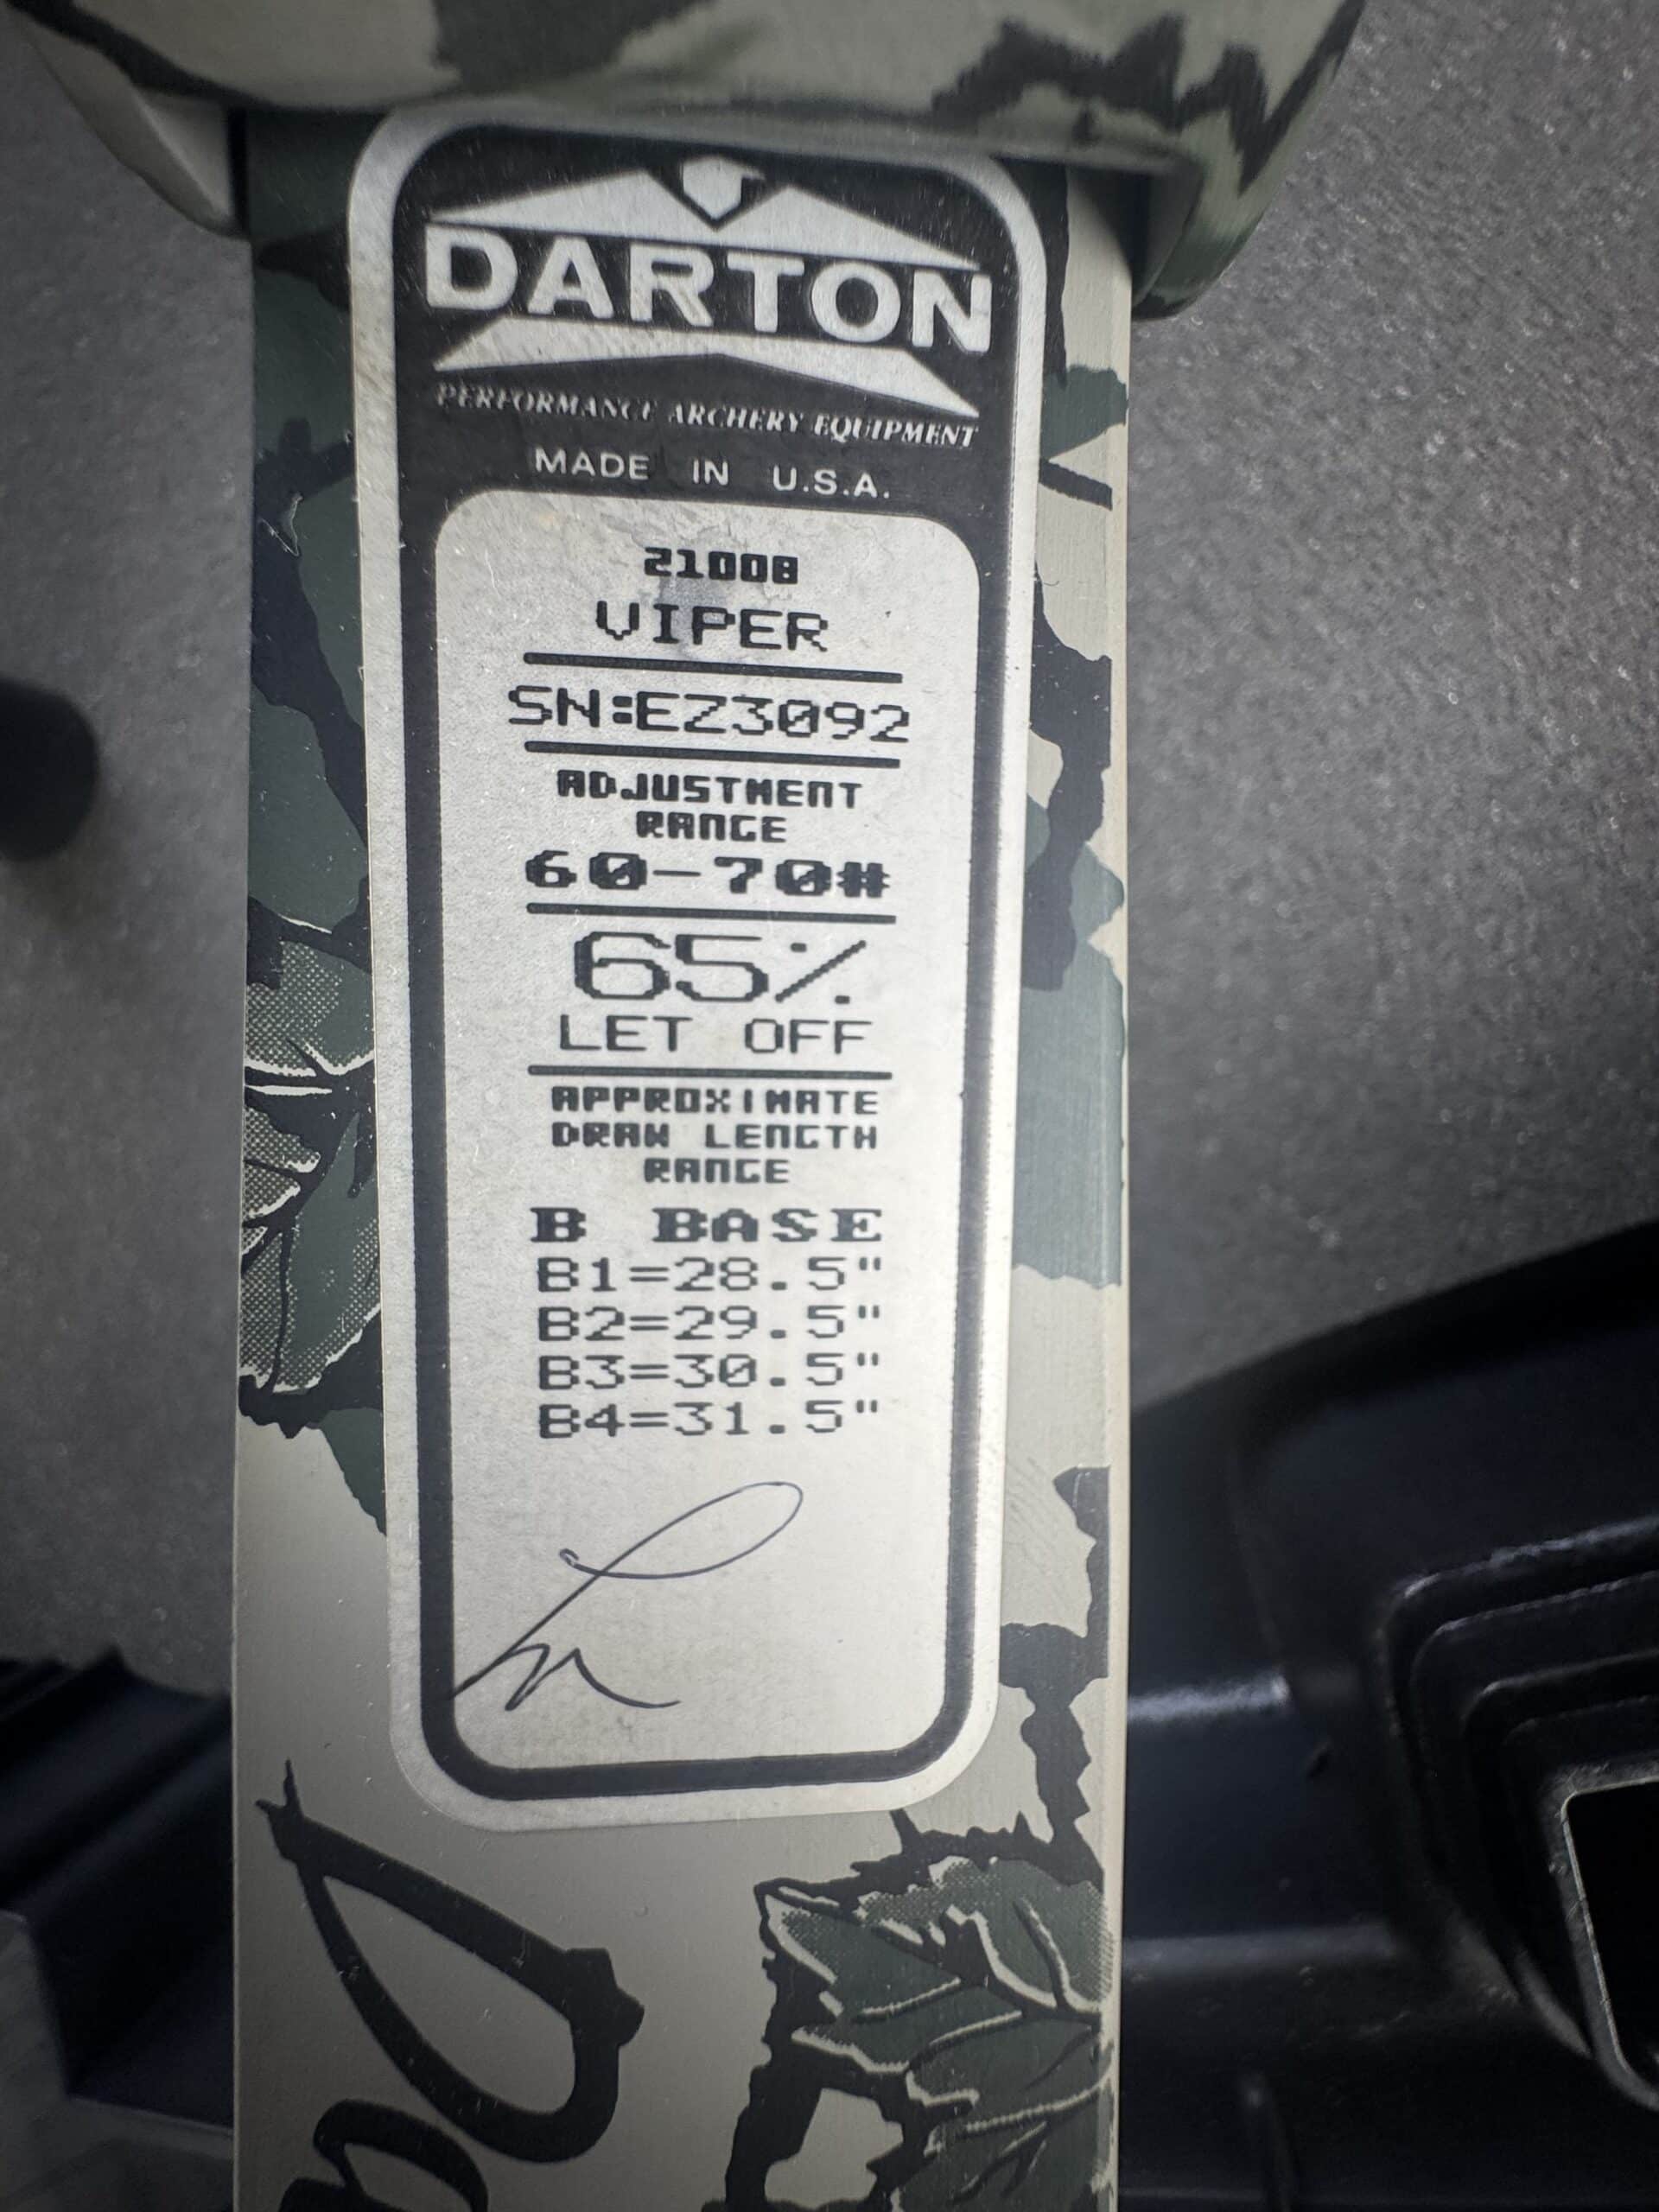 DARTON
PERFORMANCE ARCHERY EQUIPMENT
MADE IN U.S.A.
21008
VIPER
SN:EZ3092
ADJUSTMENT
RANGE
60-70#
65%
LET OFF
APPROXIMATE
DRAW LENGTH
RANGE
B BASE
B1=28.5"
B2=29.5"
B3=30.5"
B4=31.5"